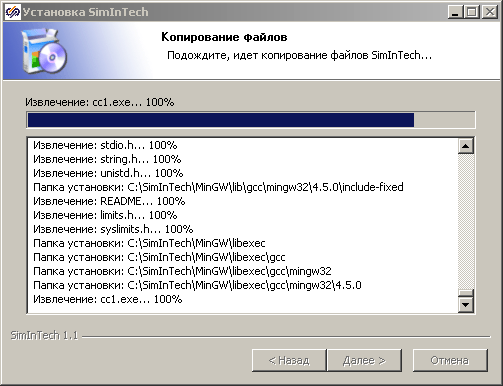 Установка SimInTech
Копирование файлов
Подождите, идет копирование файлов SimInTech...
Извлечение: cc1.exe... 100%
Извлечение: stdio.h... 100%
Извлечение: string.h... 100%
Извлечение: unistd.h... 100%
Папка установки: C:\SimInTech\MinGW\lib\gcc\mingw32\4.5.0\include-fixed
Извлечение: README... 100%
Извлечение: limits.h... 100%
Извлечение: syslimits.h... 100%
Папка установки: C:\SimInTech\MinGW\libexec
Папка установки: C:\SimInTech\MinGW\libexec\gcc
Папка установки: C:\SimInTech\MinGW\libexec\gcc\mingw32
Папка установки: C:\SimInTech\MinGW\libexec\gcc\mingw32\4.5.0
Извлечение: cc1.exe... 100%
SimInTech 1.1
< Назад Далее > Отмена